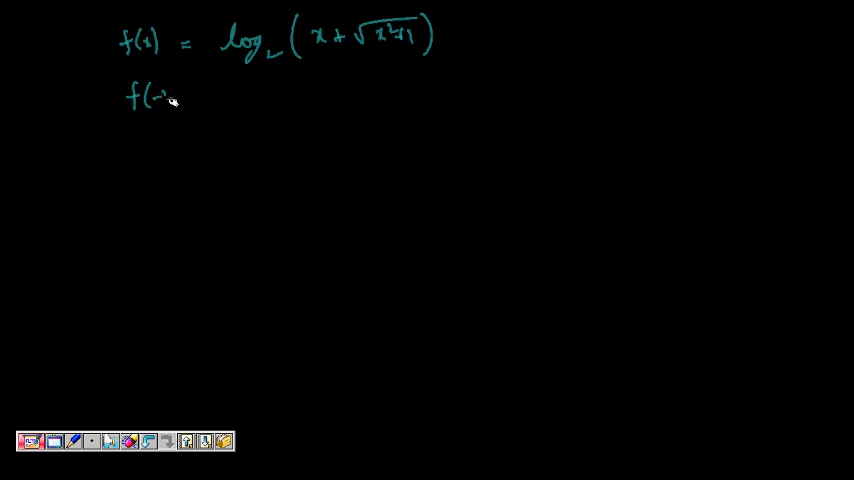 f(x) = log₂ ( x + √(x²+1) )
f(-